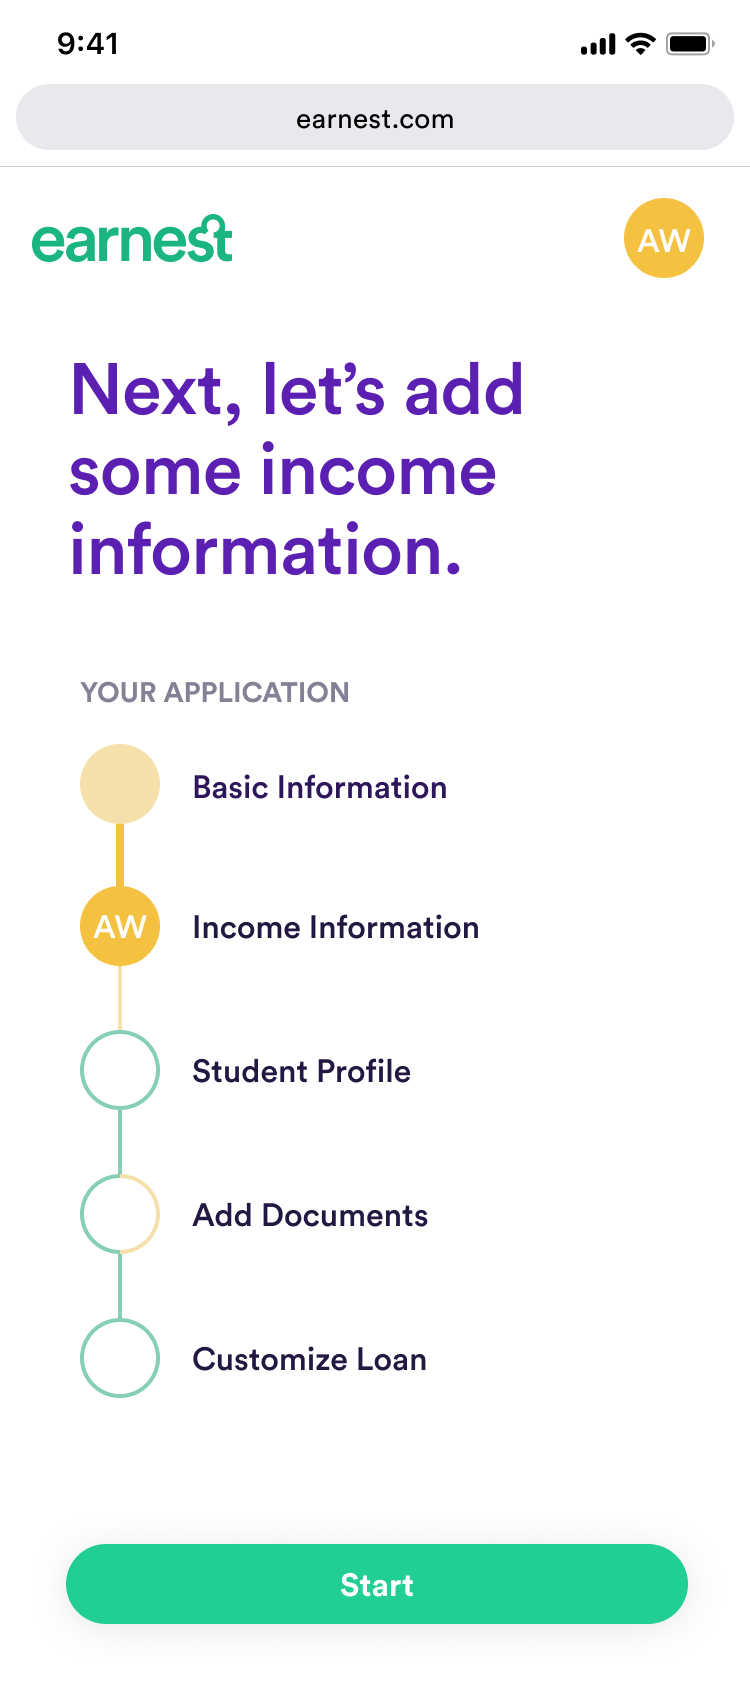 9:41
earnest.com
earnest
AW
Next, let’s add
some income
information.
YOUR APPLICATION
Basic Information
AW
Income Information
Student Profile
Add Documents
Customize Loan
Start